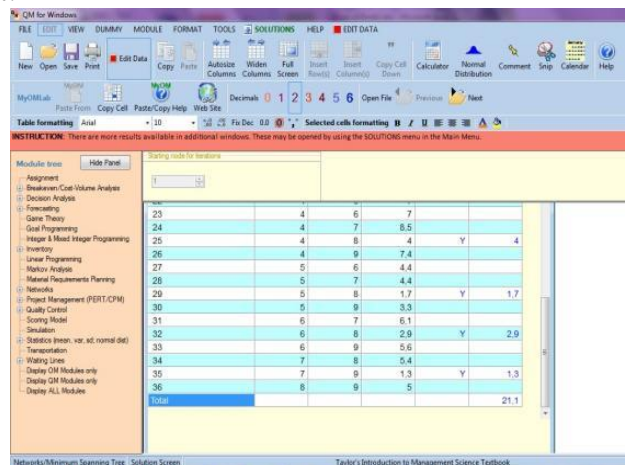 QM for Windows
FILE EDIT VIEW DUMMY MODULE FORMAT TOOLS SOLUTIONS HELP EDIT DATA
New Open Save Print Edit Data Copy Paste Autosize Columns Widen Columns Full Screen Insert Row(s) Insert Column(s) Copy Cell Down Calculator Normal Distribution Comment Snip Calendar Help
MyOMLab Paste From Copy Cell Paste/Copy Help Web Site Decimals 0 1 2 3 4 5 6 Open File Previous Next
Table formatting Arial 10 Fix Dec 0.0 0 "," Selected cells formatting B I U
INSTRUCTION: There are more results available in additional windows. These may be opened by using the SOLUTIONS menu in the Main Menu.
Module tree Hide Panel
Starting node for iterations
1
Assignment
Breakeven/Cost-Volume Analysis
Decision Analysis
Forecasting
Game Theory
Goal Programming
Integer & Mixed Integer Programming
Inventory
Linear Programming
Markov Analysis
Material Requirements Planning
Networks
Project Management (PERT/CPM)
Quality Control
Scoring Model
Simulation
Statistics (mean, var, sd, normal dist)
Transportation
Waiting Lines
Display OM Modules only
Display QM Modules only
Display ALL Modules
23 4 6 7
24 4 7 8,5
25 4 8 4 Y 4
26 4 9 7,4
27 5 6 4,4
28 5 7 4,4
29 5 8 1,7 Y 1,7
30 5 9 3,3
31 6 7 6,1
32 6 8 2,9 Y 2,9
33 6 9 5,6
34 7 8 5,4
35 7 9 1,3 Y 1,3
36 8 9 5
Total 21,1
Networks/Minimum Spanning Tree Solution Screen Taylor's Introduction to Management Science Textbook